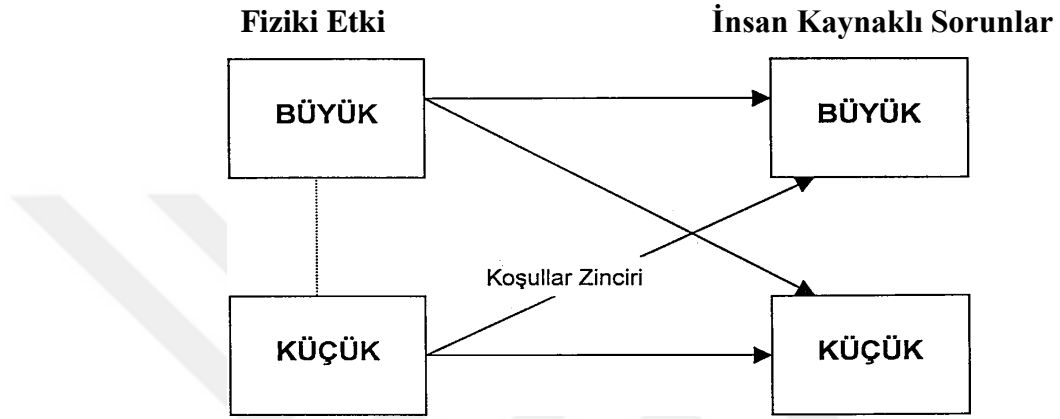 Fiziki Etki
İnsan Kaynaklı Sorunlar
BÜYÜK
BÜYÜK
Koşullar Zinciri
KÜÇÜK
KÜÇÜK